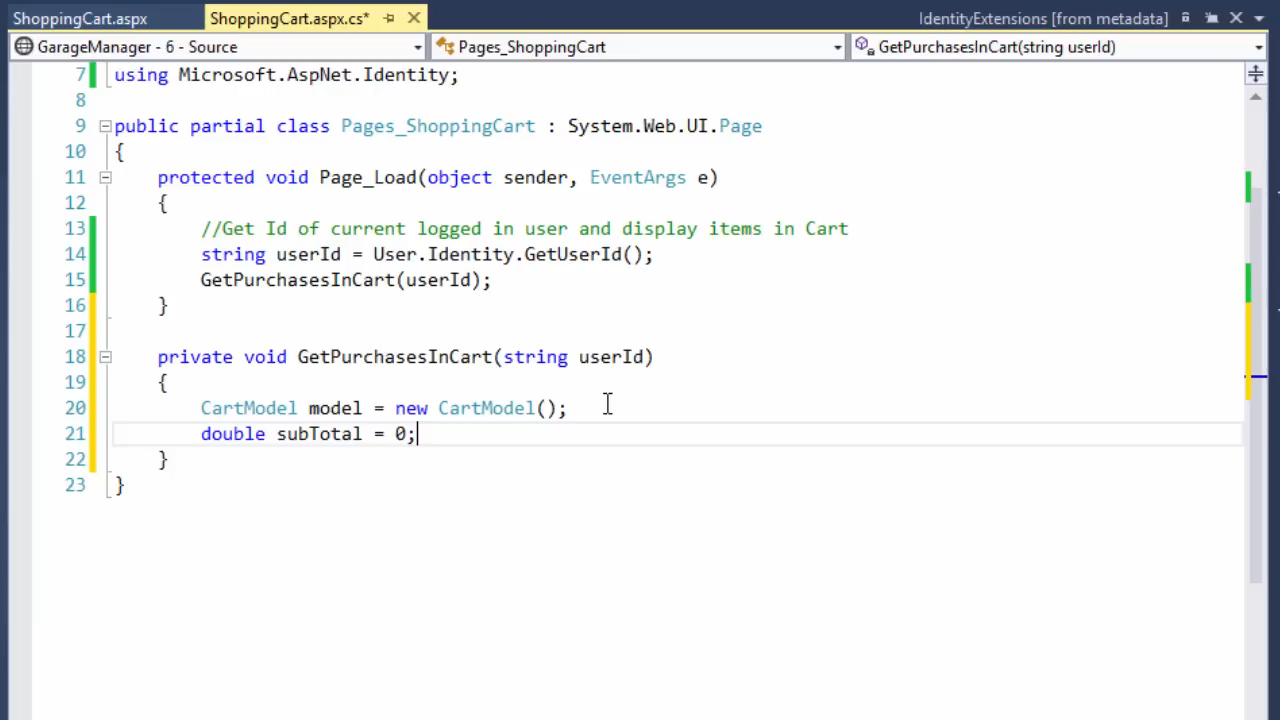 ShoppingCart.aspx ShoppingCart.aspx.cs* IdentityExtensions [from metadata]
GarageManager - 6 - Source Pages_ShoppingCart GetPurchasesInCart(string userId)
7 using Microsoft.AspNet.Identity;
8
9 public partial class Pages_ShoppingCart : System.Web.UI.Page
10 {
11 protected void Page_Load(object sender, EventArgs e)
12 {
13 //Get Id of current logged in user and display items in Cart
14 string userId = User.Identity.GetUserId();
15 GetPurchasesInCart(userId);
16 }
17
18 private void GetPurchasesInCart(string userId)
19 {
20 CartModel model = new CartModel();
21 double subTotal = 0;
22 }
23 }